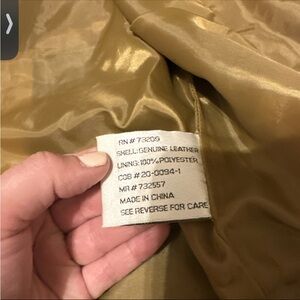 RN # 73209
SHELL: GENUINE LEATHER
LINING: 100% POLYESTER
COB # 20-0094-1
MR # 732557
MADE IN CHINA
SEE REVERSE FOR CARE